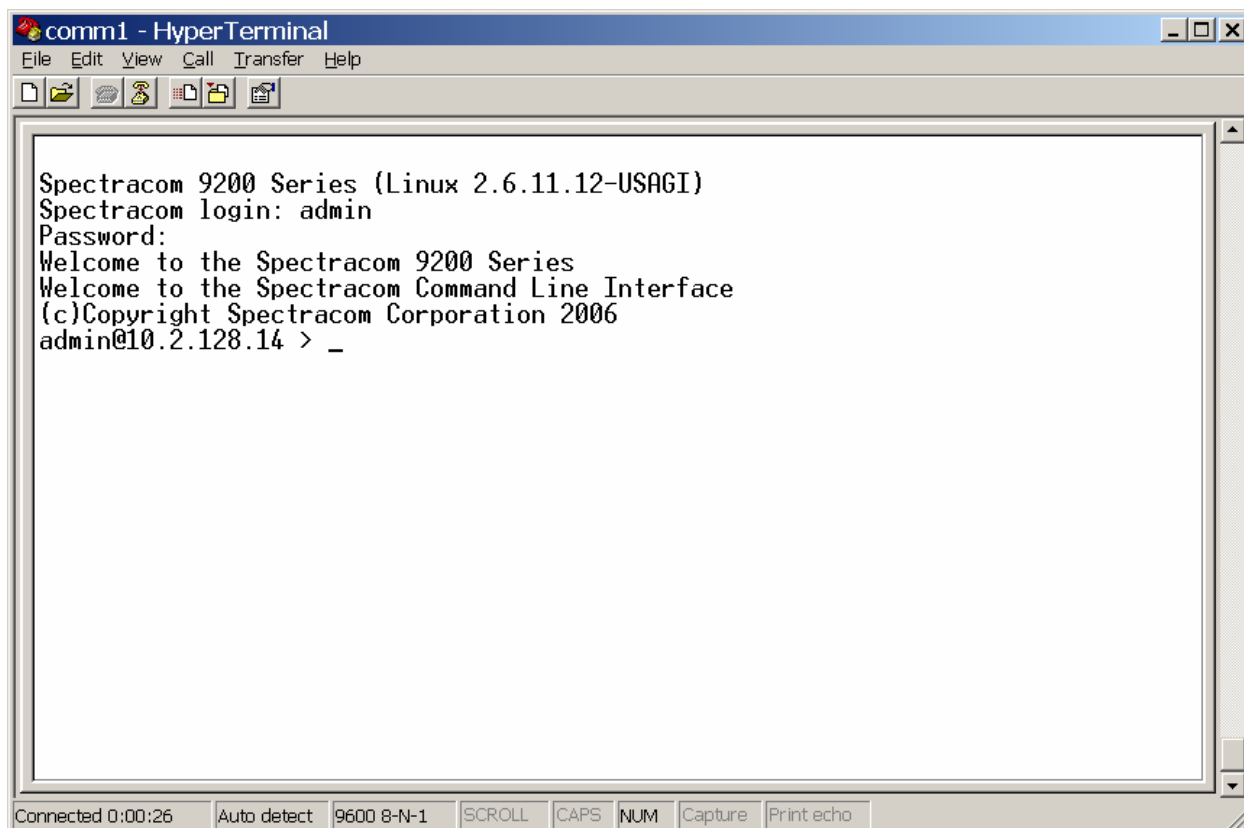 comm1 - HyperTerminal
File Edit View Call Transfer Help
Spectracom 9200 Series (Linux 2.6.11.12-USAGI)
Spectracom login: admin
Password:
Welcome to the Spectracom 9200 Series
Welcome to the Spectracom Command Line Interface
(c)Copyright Spectracom Corporation 2006
admin@10.2.128.14 > _
Connected 0:00:26 Auto detect 9600 8-N-1 SCROLL CAPS NUM Capture Print echo